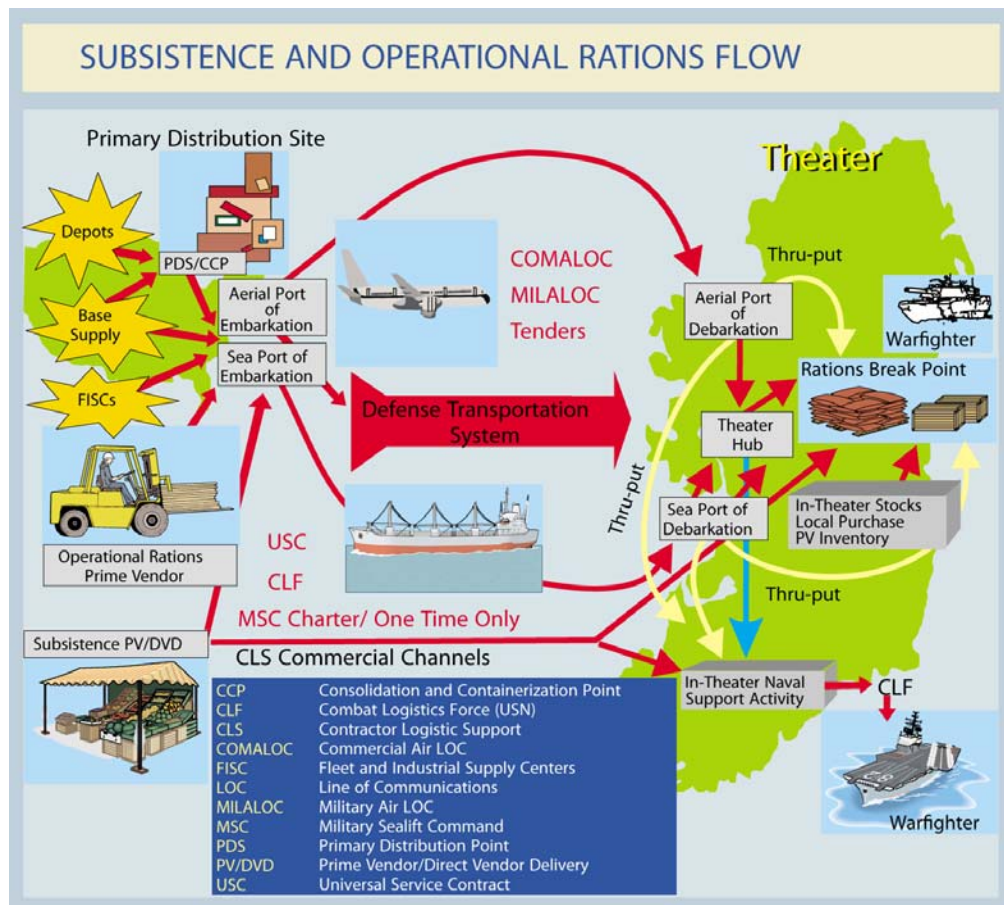 SUBSISTENCE AND OPERATIONAL RATIONS FLOW
Primary Distribution Site
Theater
Depots
PDS/CCP
Base
Supply
FISCs
Aerial Port
of
Embarkation
Sea Port of
Embarkation
COMALOC
MILALOC
Tenders
Thru-put
Aerial Port
of
Debarkation
Warfighter
Rations Break Point
Defense Transportation
System
Theater
Hub
Thru-put
Sea Port of
Debarkation
In-Theater Stocks
Local Purchase
PV Inventory
Operational Rations
Prime Vendor
USC
CLF
MSC Charter/ One Time Only
Thru-put
Subsistence PV/DVD
CLS Commercial Channels
In-Theater Naval
Support Activity
CLF
Warfighter
CCP Consolidation and Containerization Point
CLF Combat Logistics Force (USN)
CLS Contractor Logistic Support
COMALOC Commercial Air LOC
FISC Fleet and Industrial Supply Centers
LOC Line of Communications
MILALOC Military Air LOC
MSC Military Sealift Command
PDS Primary Distribution Point
PV/DVD Prime Vendor/Direct Vendor Delivery
USC Universal Service Contract